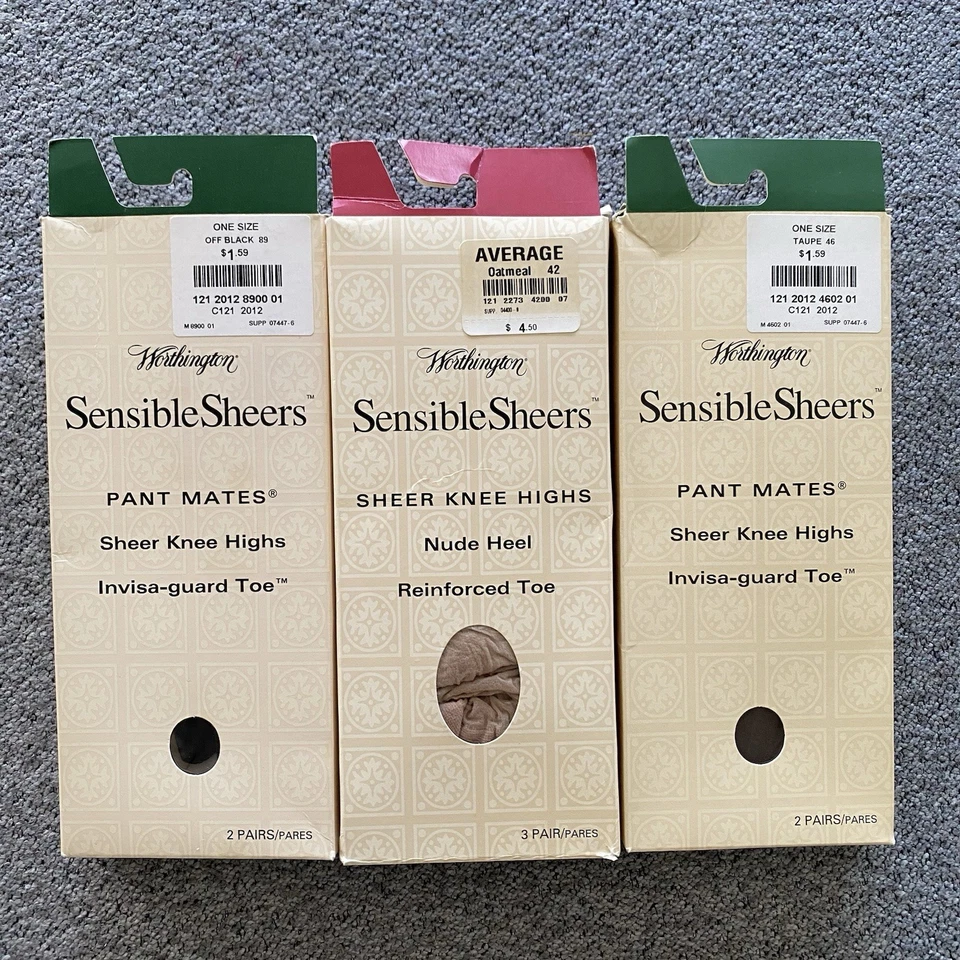 ONE SIZE
OFF BLACK 89
$1.59
121 2012 8900 01
C121 2012
M 8900 01 SUPP 07447-6
Worthington®
SensibleSheers™
PANT MATES®
Sheer Knee Highs
Invisa-guard Toe™
2 PAIRS/PARES
AVERAGE
Oatmeal 42
121 2273 4200 07
SUPP
$ 4.50
Worthington®
SensibleSheers™
SHEER KNEE HIGHS
Nude Heel
Reinforced Toe
3 PAIR/PARES
ONE SIZE
TAUPE 46
$1.59
121 2012 4602 01
C121 2012
M 4602 01 SUPP 07447-6
Worthington®
SensibleSheers™
PANT MATES®
Sheer Knee Highs
Invisa-guard Toe™
2 PAIRS/PARES